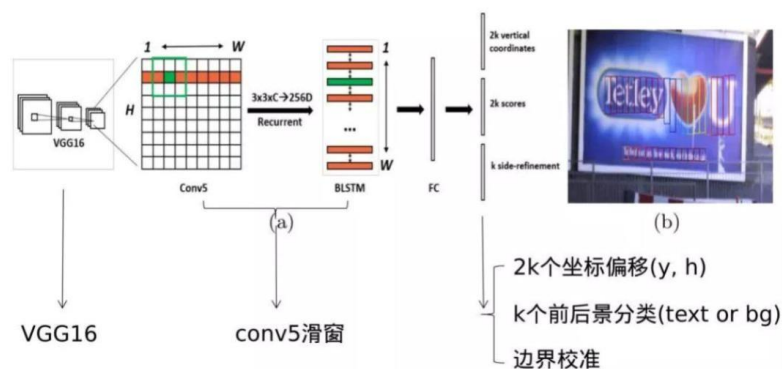 1
W
H
VGG16
Conv5
3x3xC→256D
Recurrent
1
...
W
BLSTM
FC
2k vertical
coordinates
2k scores
k side-refinement
Tetley
U
(a)
(b)
VGG16
conv5滑窗
2k个坐标偏移(y, h)
k个前后景分类(text or bg)
边界校准